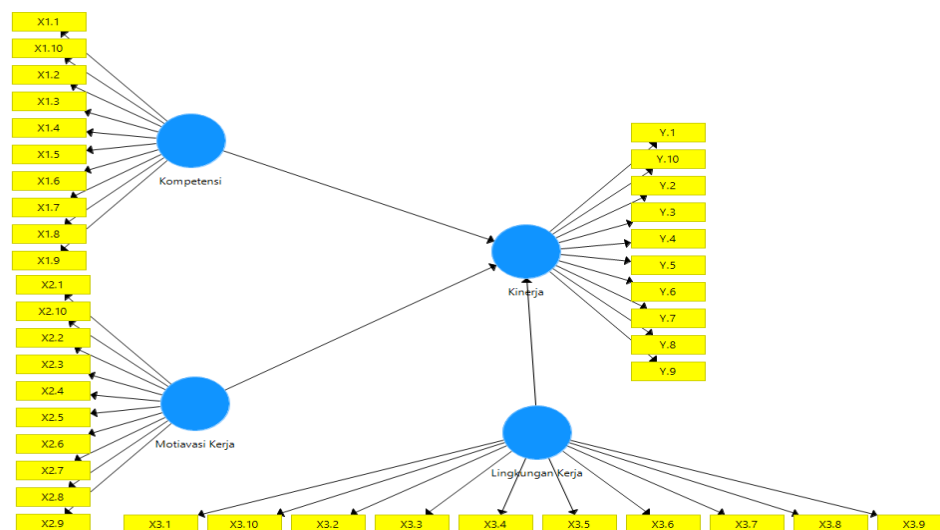 X1.1
X1.10
X1.2
X1.3
X1.4
X1.5
X1.6
X1.7
X1.8
X1.9
Kompetensi
X2.1
X2.10
X2.2
X2.3
X2.4
X2.5
X2.6
X2.7
X2.8
X2.9
Motiavasi Kerja
Y.1
Y.10
Y.2
Y.3
Y.4
Y.5
Y.6
Y.7
Y.8
Y.9
Kinerja
Lingkungan Kerja
X3.1 X3.10 X3.2 X3.3 X3.4 X3.5 X3.6 X3.7 X3.8 X3.9